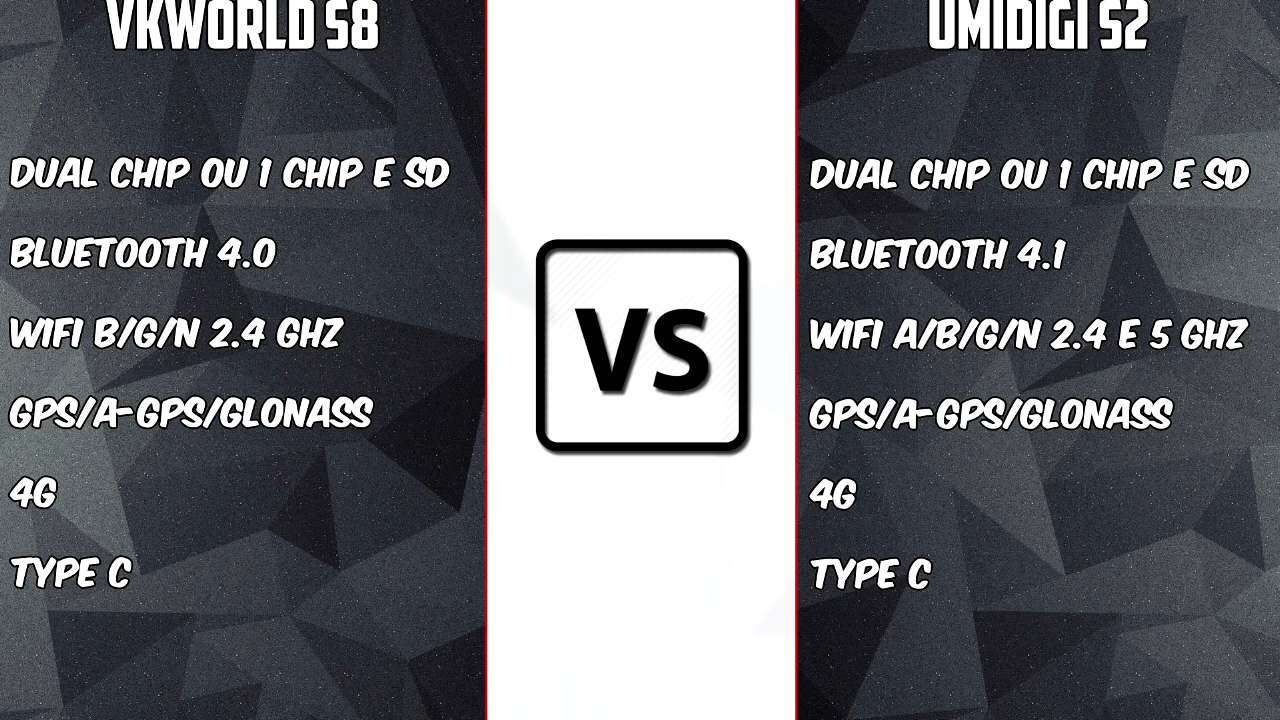 VKWORLD S8
DUAL CHIP OU 1 CHIP E SD
BLUETOOTH 4.0
WIFI B/G/N 2.4 GHZ
GPS/A-GPS/GLONASS
4G
TYPE C
VS
UMIDIGI S2
DUAL CHIP OU 1 CHIP E SD
BLUETOOTH 4.1
WIFI A/B/G/N 2.4 E 5 GHZ
GPS/A-GPS/GLONASS
4G
TYPE C